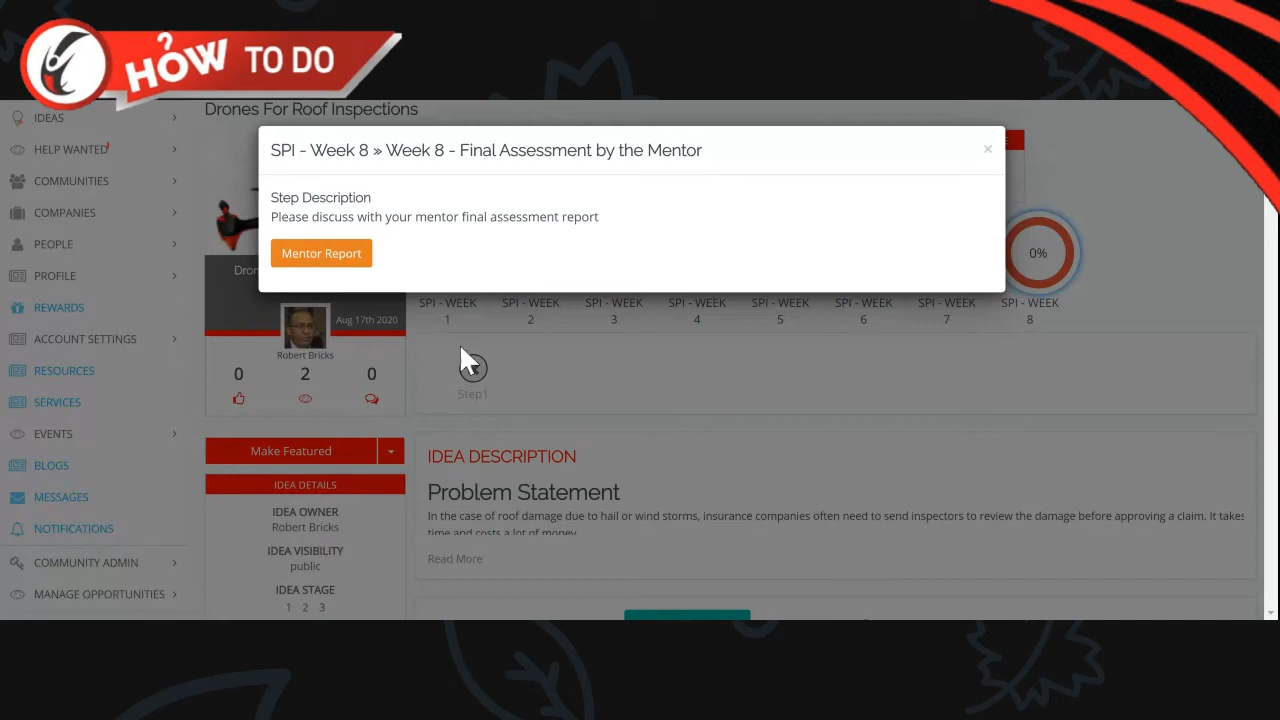 ? HOW TO DO
Drones For Roof Inspections
IDEAS
HELP WANTED
COMMUNITIES
COMPANIES
PEOPLE
PROFILE
REWARDS
ACCOUNT SETTINGS
RESOURCES
SERVICES
EVENTS
BLOGS
MESSAGES
NOTIFICATIONS
COMMUNITY ADMIN
MANAGE OPPORTUNITIES
SPI - Week 8 » Week 8 - Final Assessment by the Mentor
×
Step Description
Please discuss with your mentor final assessment report
Mentor Report
0%
SPI - WEEK 1
SPI - WEEK 2
SPI - WEEK 3
SPI - WEEK 4
SPI - WEEK 5
SPI - WEEK 6
SPI - WEEK 7
SPI - WEEK 8
Step1
Aug 17th 2020
Robert Bricks
0 2 0
Make Featured
IDEA DETAILS
IDEA OWNER
Robert Bricks
IDEA VISIBILITY
public
IDEA STAGE
1 2 3
IDEA DESCRIPTION
Problem Statement
In the case of roof damage due to hail or wind storms, insurance companies often need to send inspectors to review the damage before approving a claim. It takes
time and costs a lot of money
Read More